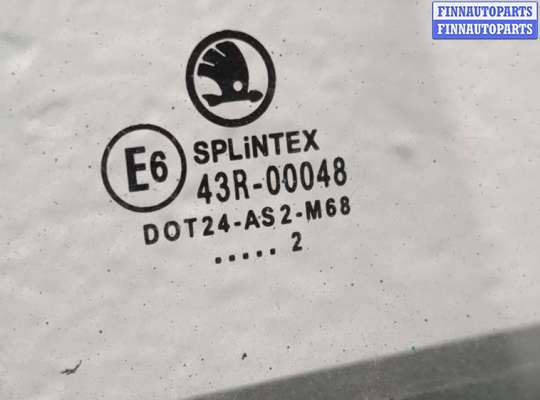 FINNAUTOPARTS
FINNAUTOPARTS
E6
SPLiNTEX
43R-00048
DOT24-AS2-M68
..... 2